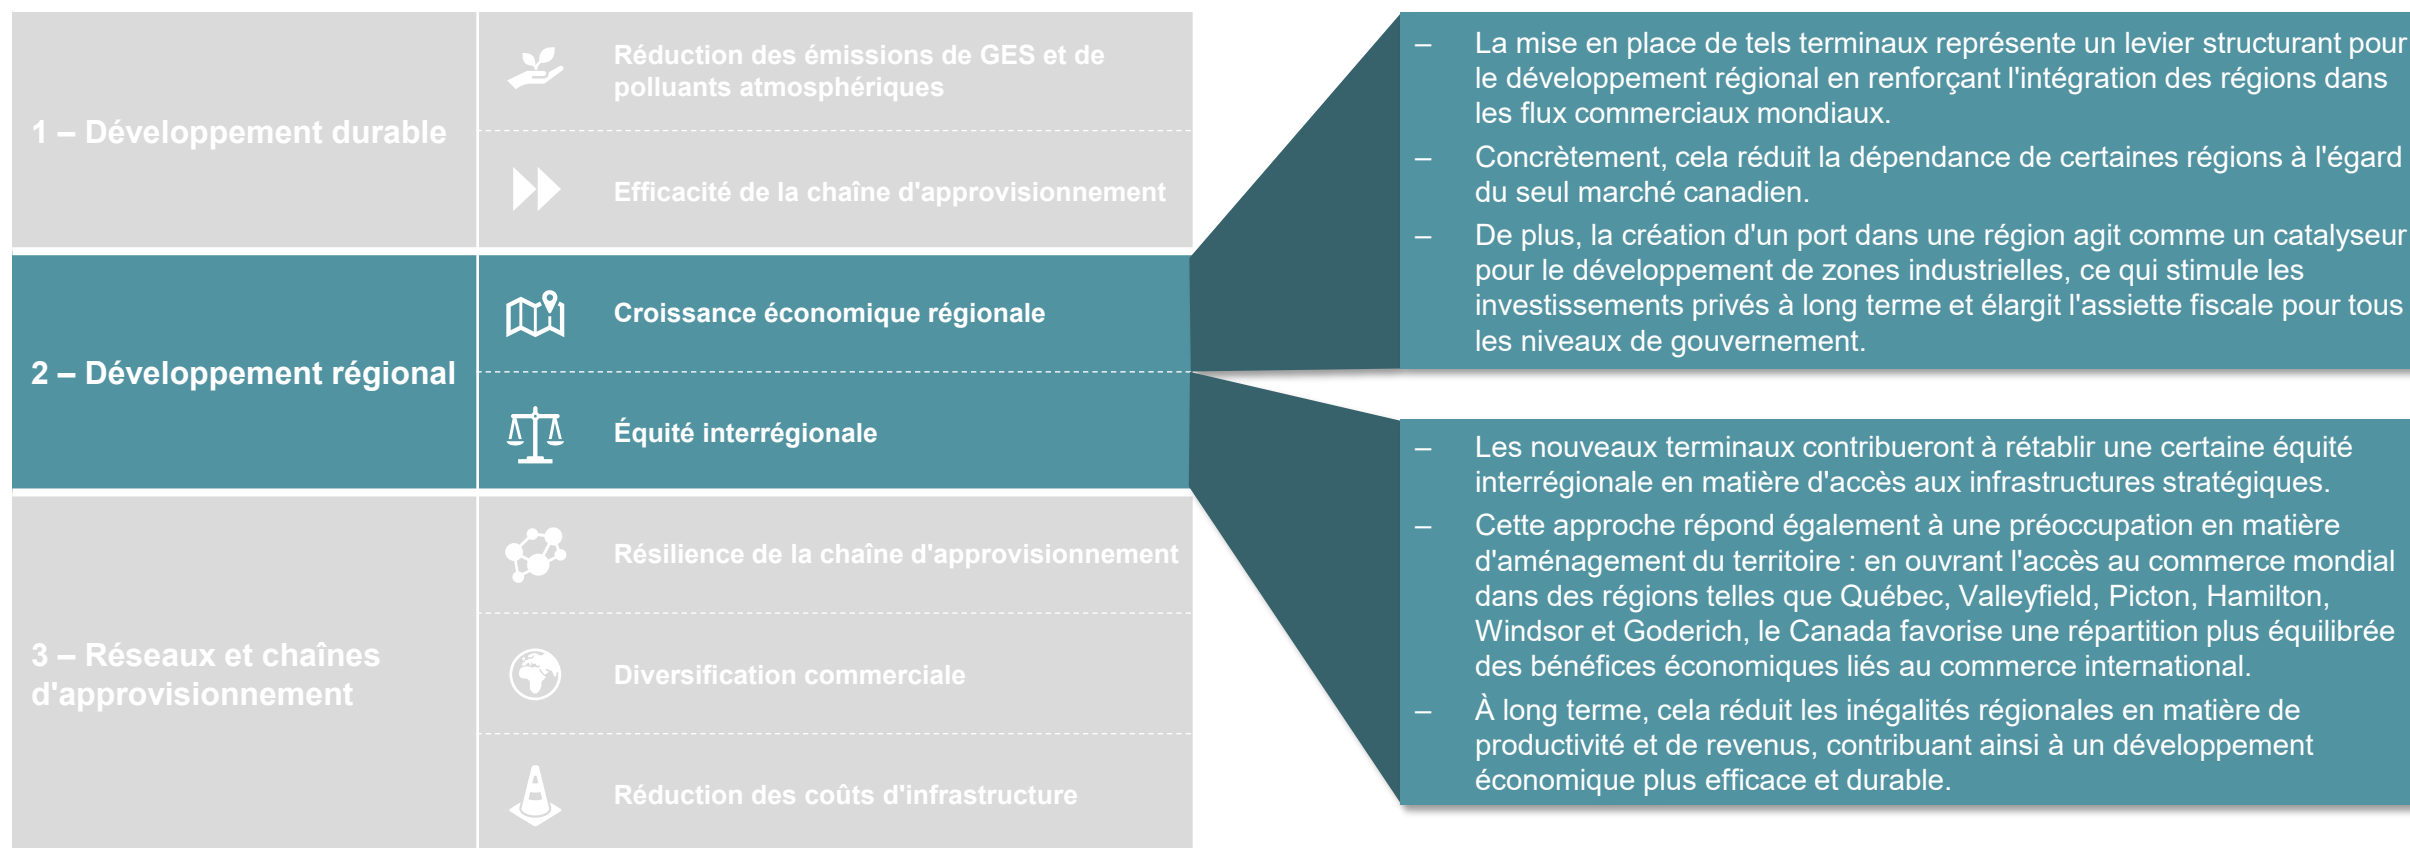 1 – Développement durable
Réduction des émissions de GES et de
polluants atmosphériques
Efficacité de la chaîne d'approvisionnement
2 – Développement régional
Croissance économique régionale
Équité interrégionale
3 – Réseaux et chaînes
d'approvisionnement
Résilience de la chaîne d'approvisionnement
Diversification commerciale
Réduction des coûts d'infrastructure
– La mise en place de tels terminaux représente un levier structurant pour
le développement régional en renforçant l'intégration des régions dans
les flux commerciaux mondiaux.
– Concrètement, cela réduit la dépendance de certaines régions à l'égard
du seul marché canadien.
– De plus, la création d'un port dans une région agit comme un catalyseur
pour le développement de zones industrielles, ce qui stimule les
investissements privés à long terme et élargit l'assiette fiscale pour tous
les niveaux de gouvernement.
– Les nouveaux terminaux contribueront à rétablir une certaine équité
interrégionale en matière d'accès aux infrastructures stratégiques.
– Cette approche répond également à une préoccupation en matière
d'aménagement du territoire : en ouvrant l'accès au commerce mondial
dans des régions telles que Québec, Valleyfield, Picton, Hamilton,
Windsor et Goderich, le Canada favorise une répartition plus équilibrée
des bénéfices économiques liés au commerce international.
– À long terme, cela réduit les inégalités régionales en matière de
productivité et de revenus, contribuant ainsi à un développement
économique plus efficace et durable.